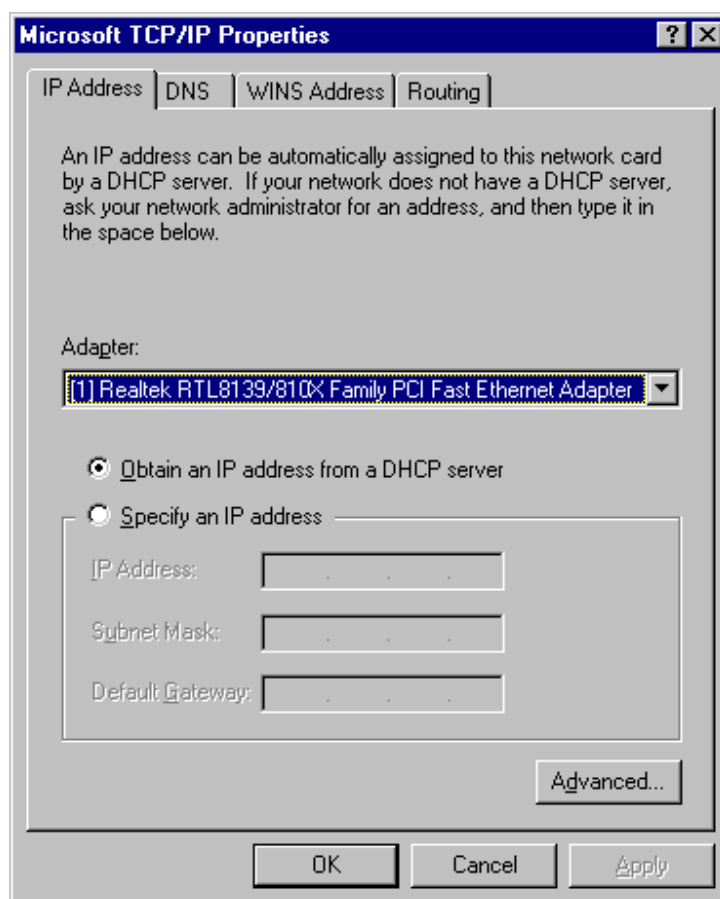 Microsoft TCP/IP Properties
IP Address DNS WINS Address Routing
An IP address can be automatically assigned to this network card
by a DHCP server. If your network does not have a DHCP server,
ask your network administrator for an address, and then type it in
the space below.
Adapter:
[1] Realtek RTL8139/810X Family PCI Fast Ethernet Adapter
Obtain an IP address from a DHCP server
Specify an IP address
IP Address:
Subnet Mask:
Default Gateway:
Advanced...
OK Cancel Apply